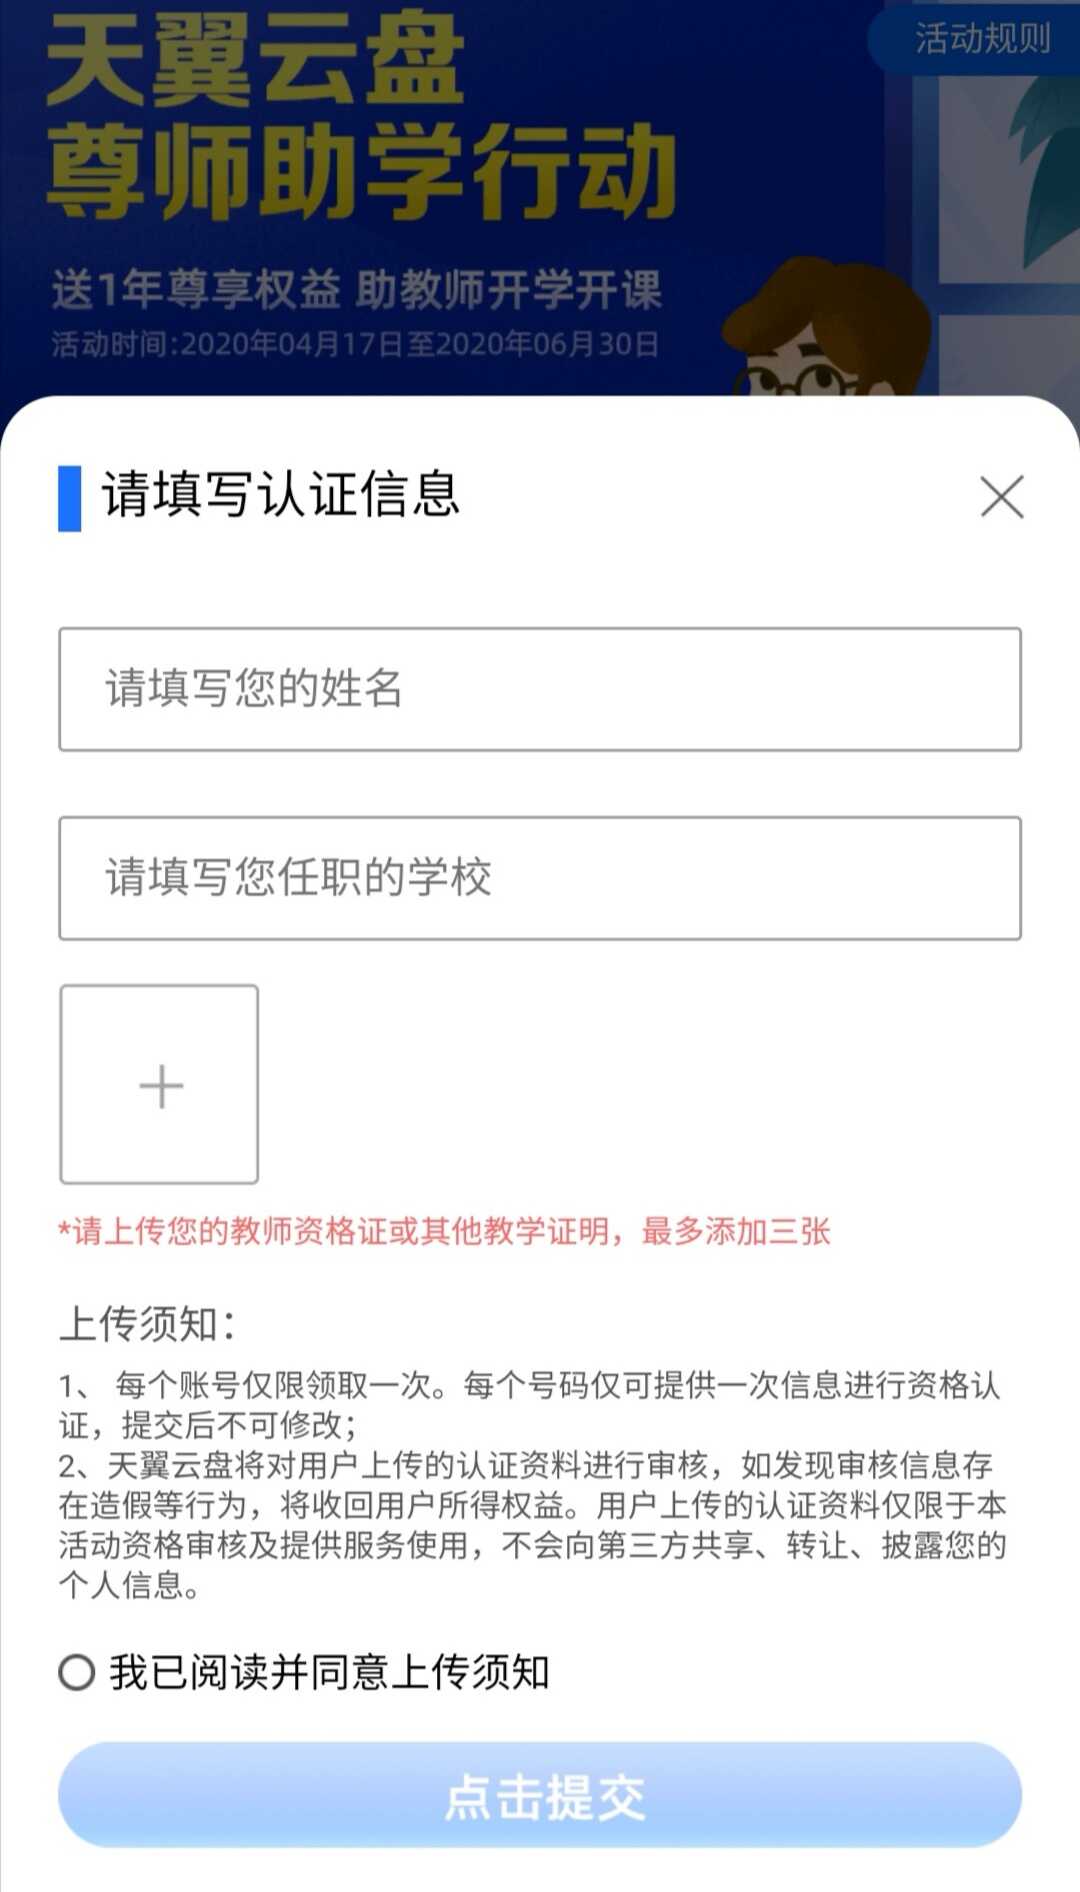 天翼云盘
活动规则
尊师助学行动
送1年尊享权益 助教师开学开课
活动时间:2020年04月17日至2020年06月30日
请填写认证信息
请填写您的姓名
请填写您任职的学校
*请上传您的教师资格证或其他教学证明，最多添加三张
上传须知：
1、 每个账号仅限领取一次。每个号码仅可提供一次信息进行资格认
证，提交后不可修改；
2、天翼云盘将对用户上传的认证资料进行审核，如发现审核信息存
在造假等行为，将收回用户所得权益。用户上传的认证资料仅限于本
活动资格审核及提供服务使用，不会向第三方共享、转让、披露您的
个人信息。
我已阅读并同意上传须知
点击提交